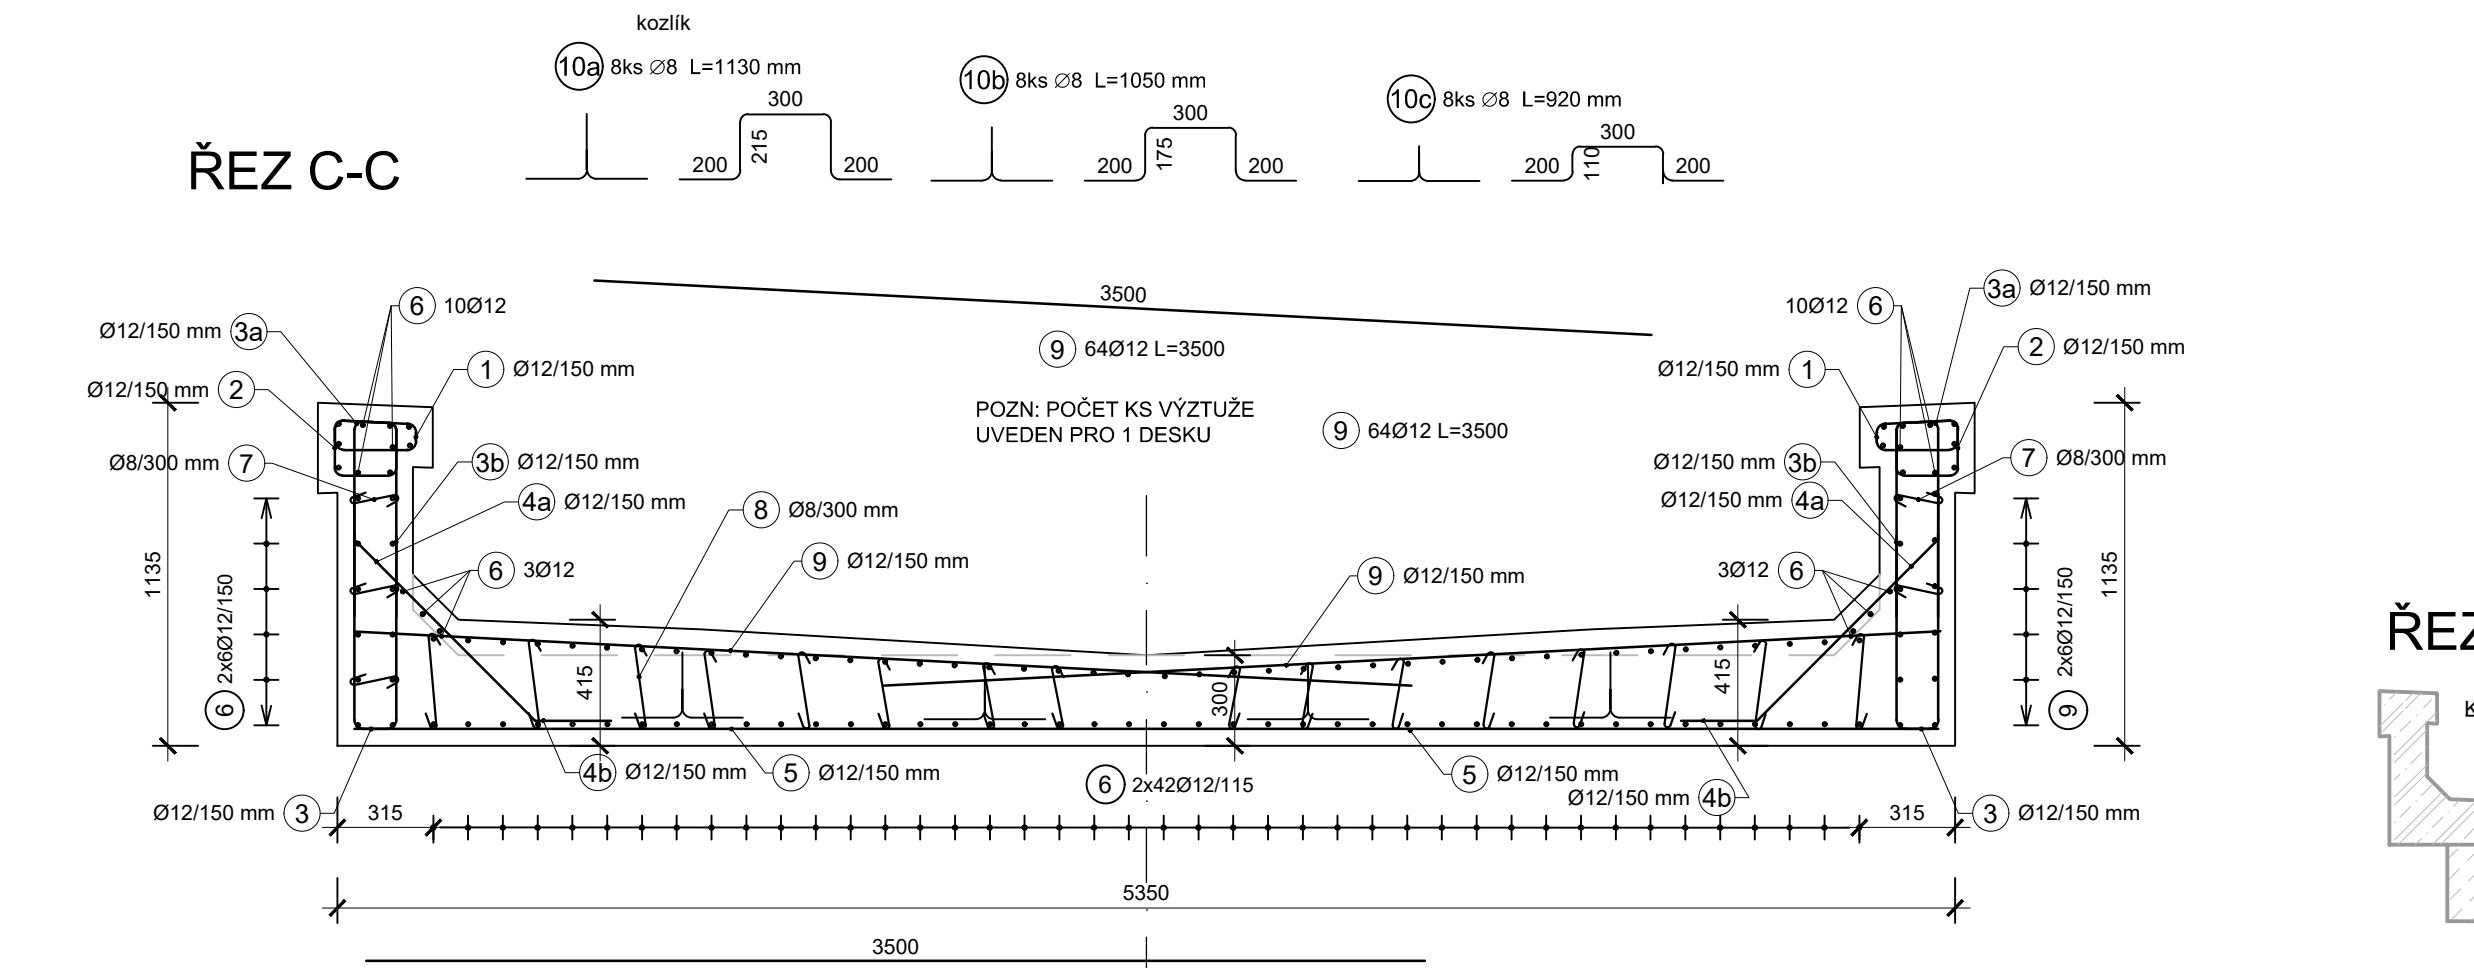 kozlík
10a 8ks ∅8 L=1130 mm
10b 8ks ∅8 L=1050 mm
10c 8ks ∅8 L=920 mm
300
300
300
215
175
110
200
200
200
200
200
200
ŘEZ C-C
3500
6 10Ø12
10Ø12 6
3a Ø12/150 mm
Ø12/150 mm 3a
2 Ø12/150 mm
9 64Ø12 L=3500
1 Ø12/150 mm
Ø12/150 mm 1
Ø12/150 mm 2
POZN: POČET KS VÝZTUŽE
UVEDEN PRO 1 DESKU
9 64Ø12 L=3500
Ø8/300 mm 7
3b Ø12/150 mm
Ø12/150 mm 3b
7 Ø8/300 mm
4a Ø12/150 mm
Ø12/150 mm 4a
8 Ø8/300 mm
9 Ø12/150 mm
9 Ø12/150 mm
6 3Ø12
3Ø12 6
1135
2x6Ø12/150
6
2x6Ø12/150
6
1135
415
300
415
ŘEZ
4b Ø12/150 mm
5 Ø12/150 mm
6 2x42Ø12/115
5 Ø12/150 mm
Ø12/150 mm 4b
Ø12/150 mm 3
315
315
3 Ø12/150 mm
5350
3500